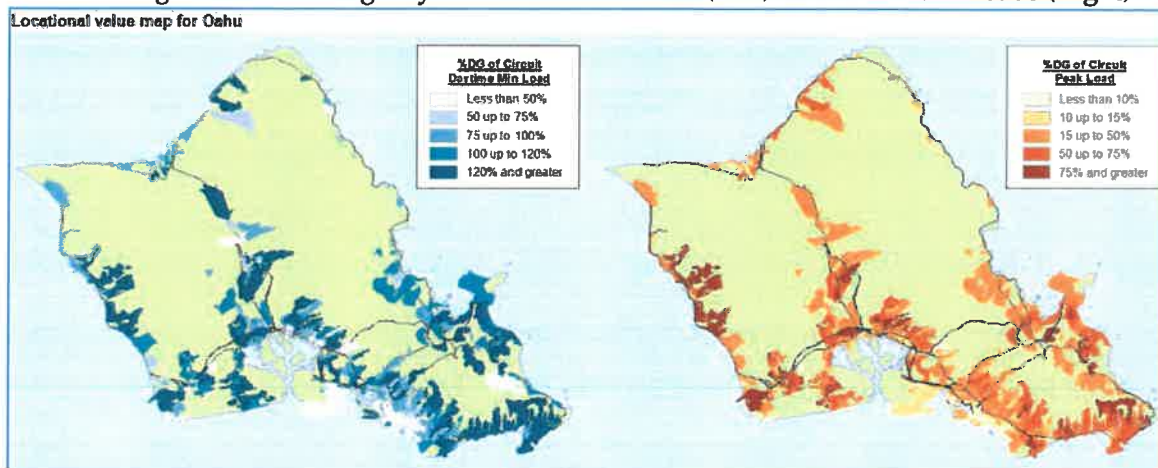 Locational value map for Oahu
%DG of Circuit
Daytime Min Load
Less than 50%
50 up to 75%
75 up to 100%
100 up to 120%
120% and greater
%DG of Circuit
Peak Load
Less than 10%
10 up to 15%
15 up to 50%
50 up to 75%
75% and greater